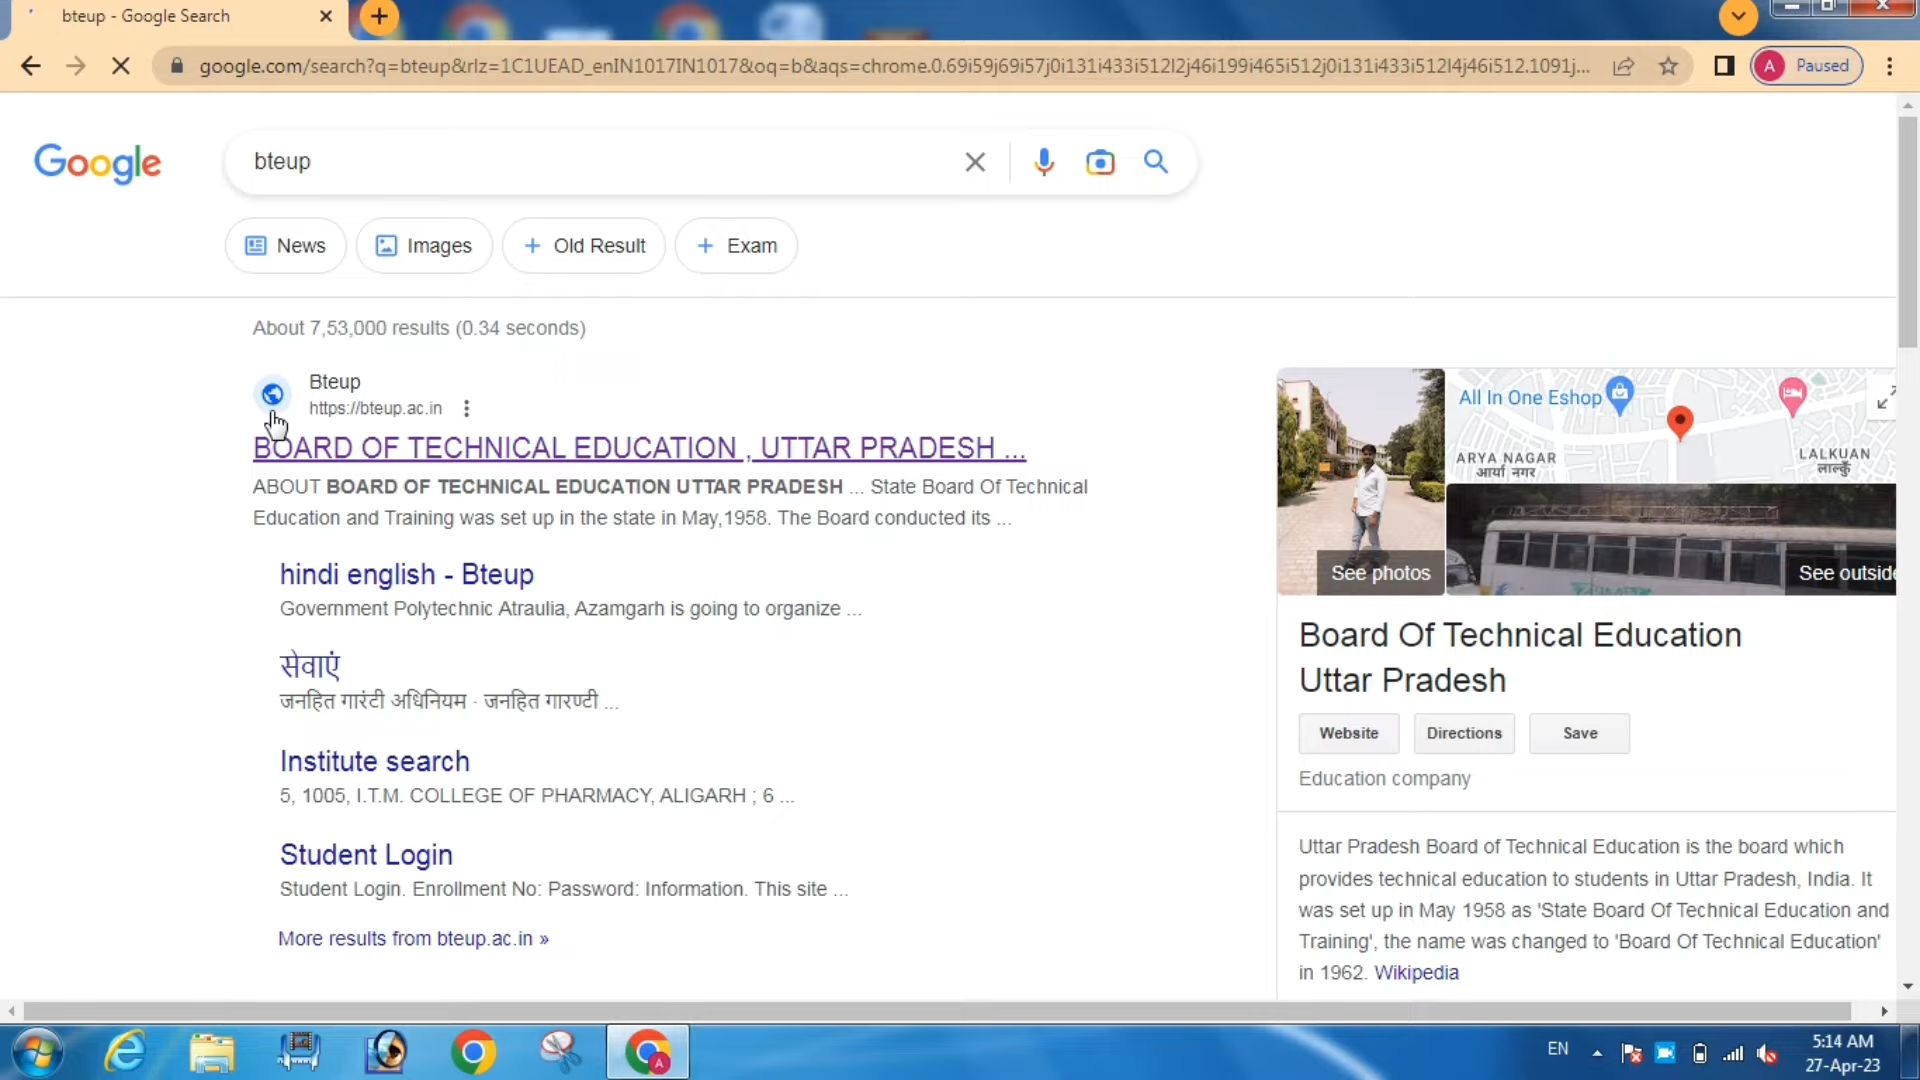 bteup - Google Search
google.com/search?q=bteup&rlz=1C1UEAD_enIN1017IN1017&oq=b&aqs=chrome.0.69i59j69i57j0i131i433i512l2j46i199i465i512j0i131i433i512l4j46i512.1091j...
A Paused
Google
bteup
News
Images
Old Result
Exam
About 7,53,000 results (0.34 seconds)
Bteup
https://bteup.ac.in
BOARD OF TECHNICAL EDUCATION , UTTAR PRADESH ...
ABOUT BOARD OF TECHNICAL EDUCATION UTTAR PRADESH ... State Board Of Technical
Education and Training was set up in the state in May,1958. The Board conducted its ...
hindi english - Bteup
Government Polytechnic Atraulia, Azamgarh is going to organize ...
सेवाएं
जनहित गारंटी अधिनियम · जनहित गारण्टी ...
Institute search
5, 1005, I.T.M. COLLEGE OF PHARMACY, ALIGARH ; 6 ...
Student Login
Student Login. Enrollment No: Password: Information. This site ...
More results from bteup.ac.in »
All In One Eshop
ARYA NAGAR
आर्या नगर
LALKUAN
लालकुँ
See photos
See outside
Board Of Technical Education
Uttar Pradesh
Website
Directions
Save
Education company
Uttar Pradesh Board of Technical Education is the board which
provides technical education to students in Uttar Pradesh, India. It
was set up in May 1958 as 'State Board Of Technical Education and
Training', the name was changed to 'Board Of Technical Education'
in 1962. Wikipedia
A
EN
5:14 AM
27-Apr-23